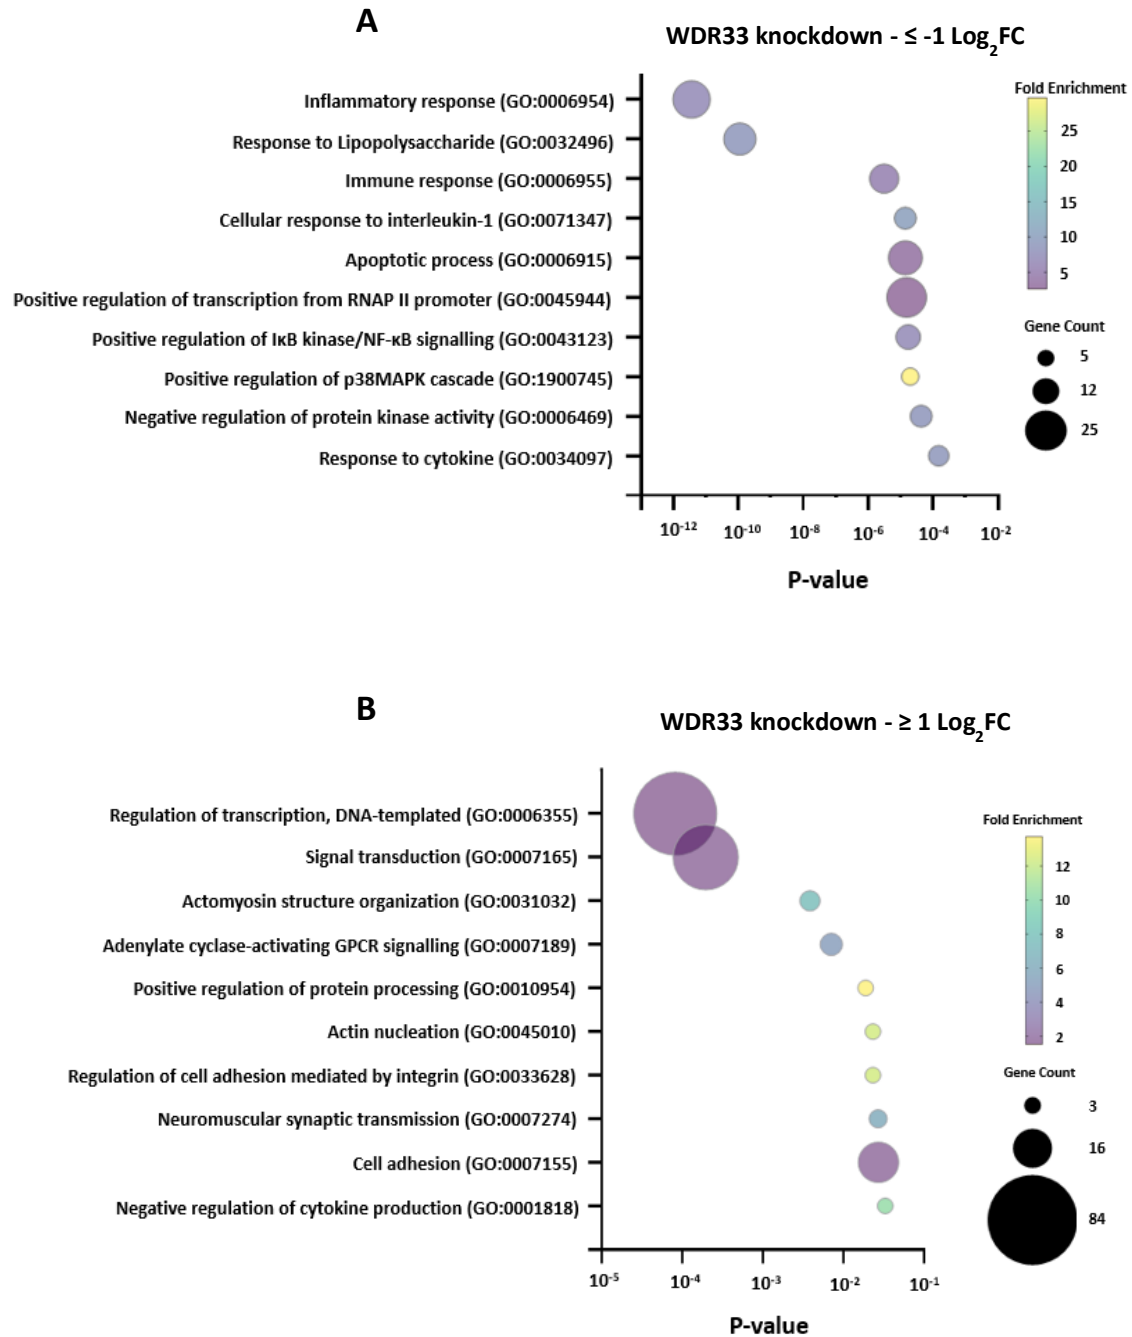 A
WDR33 knockdown - ≤ -1 Log₂FC
Inflammatory response (GO:0006954)
Response to Lipopolysaccharide (GO:0032496)
Immune response (GO:0006955)
Cellular response to interleukin-1 (GO:0071347)
Apoptotic process (GO:0006915)
Positive regulation of transcription from RNAP II promoter (GO:0045944)
Positive regulation of IκB kinase/NF-κB signalling (GO:0043123)
Positive regulation of p38MAPK cascade (GO:1900745)
Negative regulation of protein kinase activity (GO:0006469)
Response to cytokine (GO:0034097)
10⁻¹² 10⁻¹⁰ 10⁻⁸ 10⁻⁶ 10⁻⁴ 10⁻²
P-value
Fold Enrichment
25
20
15
10
5
Gene Count
5
12
25
B
WDR33 knockdown - ≥ 1 Log₂FC
Regulation of transcription, DNA-templated (GO:0006355)
Signal transduction (GO:0007165)
Actomyosin structure organization (GO:0031032)
Adenylate cyclase-activating GPCR signalling (GO:0007189)
Positive regulation of protein processing (GO:0010954)
Actin nucleation (GO:0045010)
Regulation of cell adhesion mediated by integrin (GO:0033628)
Neuromuscular synaptic transmission (GO:0007274)
Cell adhesion (GO:0007155)
Negative regulation of cytokine production (GO:0001818)
10⁻⁵ 10⁻⁴ 10⁻³ 10⁻² 10⁻¹
P-value
Fold Enrichment
12
10
8
6
4
2
Gene Count
3
16
84